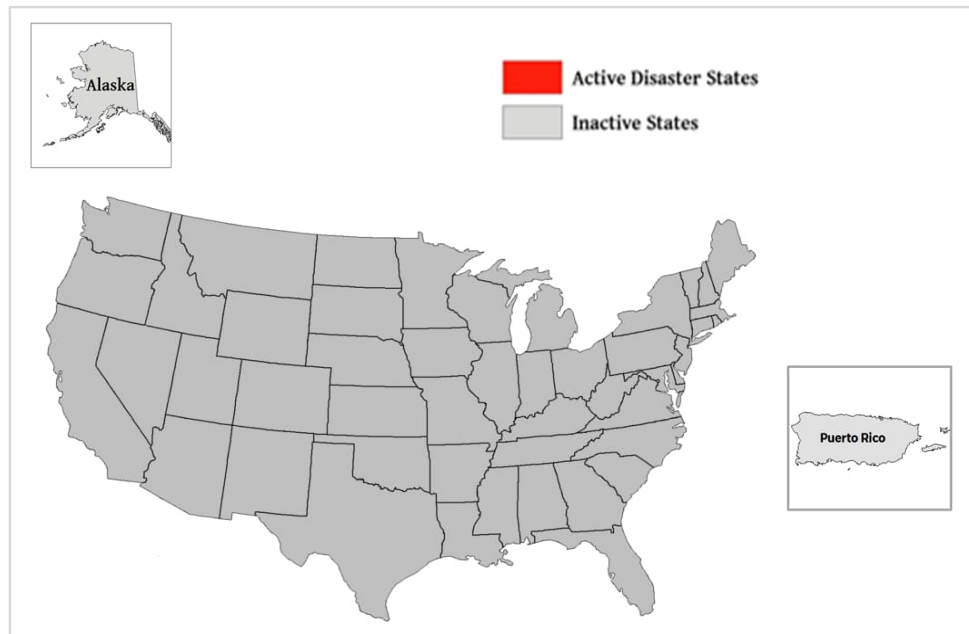 Alaska
Active Disaster States
Inactive States
Puerto Rico